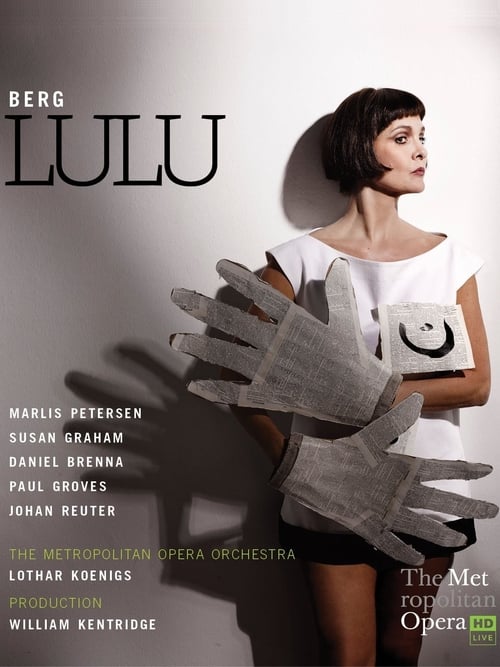 BERG
LULU
MARLIS PETERSEN
SUSAN GRAHAM
DANIEL BRENNA
PAUL GROVES
JOHAN REUTER
THE METROPOLITAN OPERA ORCHESTRA
LOTHAR KOENIGS
PRODUCTION
WILLIAM KENTRIDGE
The Met
ropolitan
Opera HD
LIVE